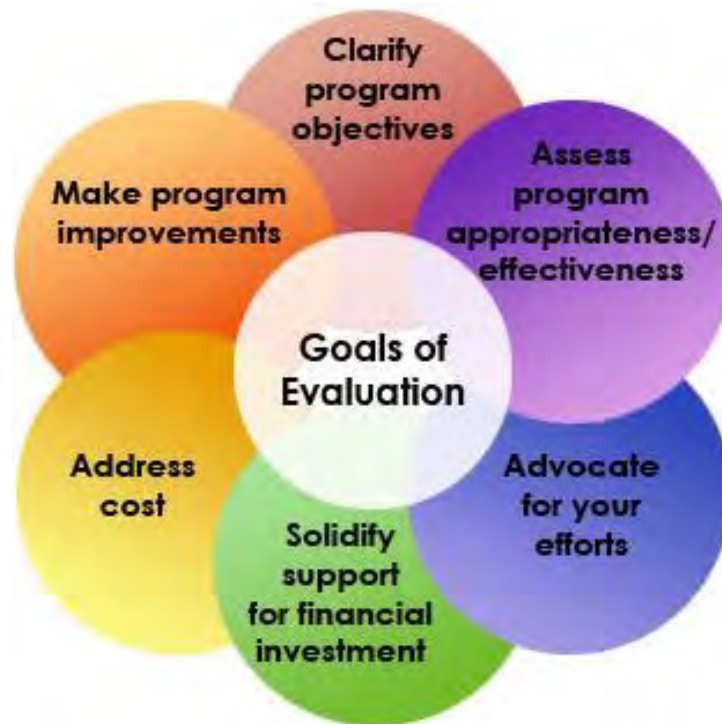 Clarify
program
objectives
Assess
program
appropriateness/
effectiveness
Advocate
for your
efforts
Solidify
support
for financial
investment
Address
cost
Make program
improvements
Goals of
Evaluation